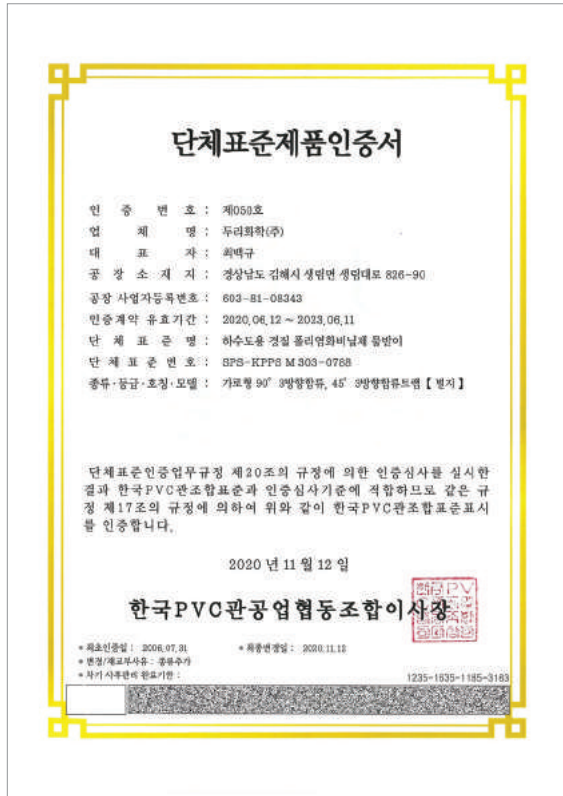 단체표준제품인증서
인 증 번 호 : 제050호
업 체 명 : 두리화학(주)
대 표 자 : 최백규
공 장 소 재 지 : 경상남도 김해시 생림면 생림대로 826-90
공장 사업자등록번호 : 603-81-08343
인증계약 유효기간 : 2020.06.12 ~ 2023.06.11
단 체 표 준 명 : 하수도용 경질 폴리염화비닐제 물받이
단 체 표 준 번 호 : SPS-KPPS M 303-0788
종류·등급·호칭·모델 : 가로형 90° 3방향합류, 45° 3방향합류트랩 【 별지 】
단체표준인증업무규정 제20조의 규정에 의한 인증심사를 실시한
결과 한국PVC관조합표준과 인증심사기준에 적합하므로 같은 규
정 제17조의 규정에 의하여 위와 같이 한국PVC관조합표준표시
를 인증합니다.
2020 년 11 월 12 일
한국PVC관공업협동조합이사장
* 최초인증일 : 2006.07.31 * 최종변경일 : 2020.11.12
* 변경/재교부사유 : 종류추가
* 차기 사후관리 완료기한 :
1235-1635-1185-3163